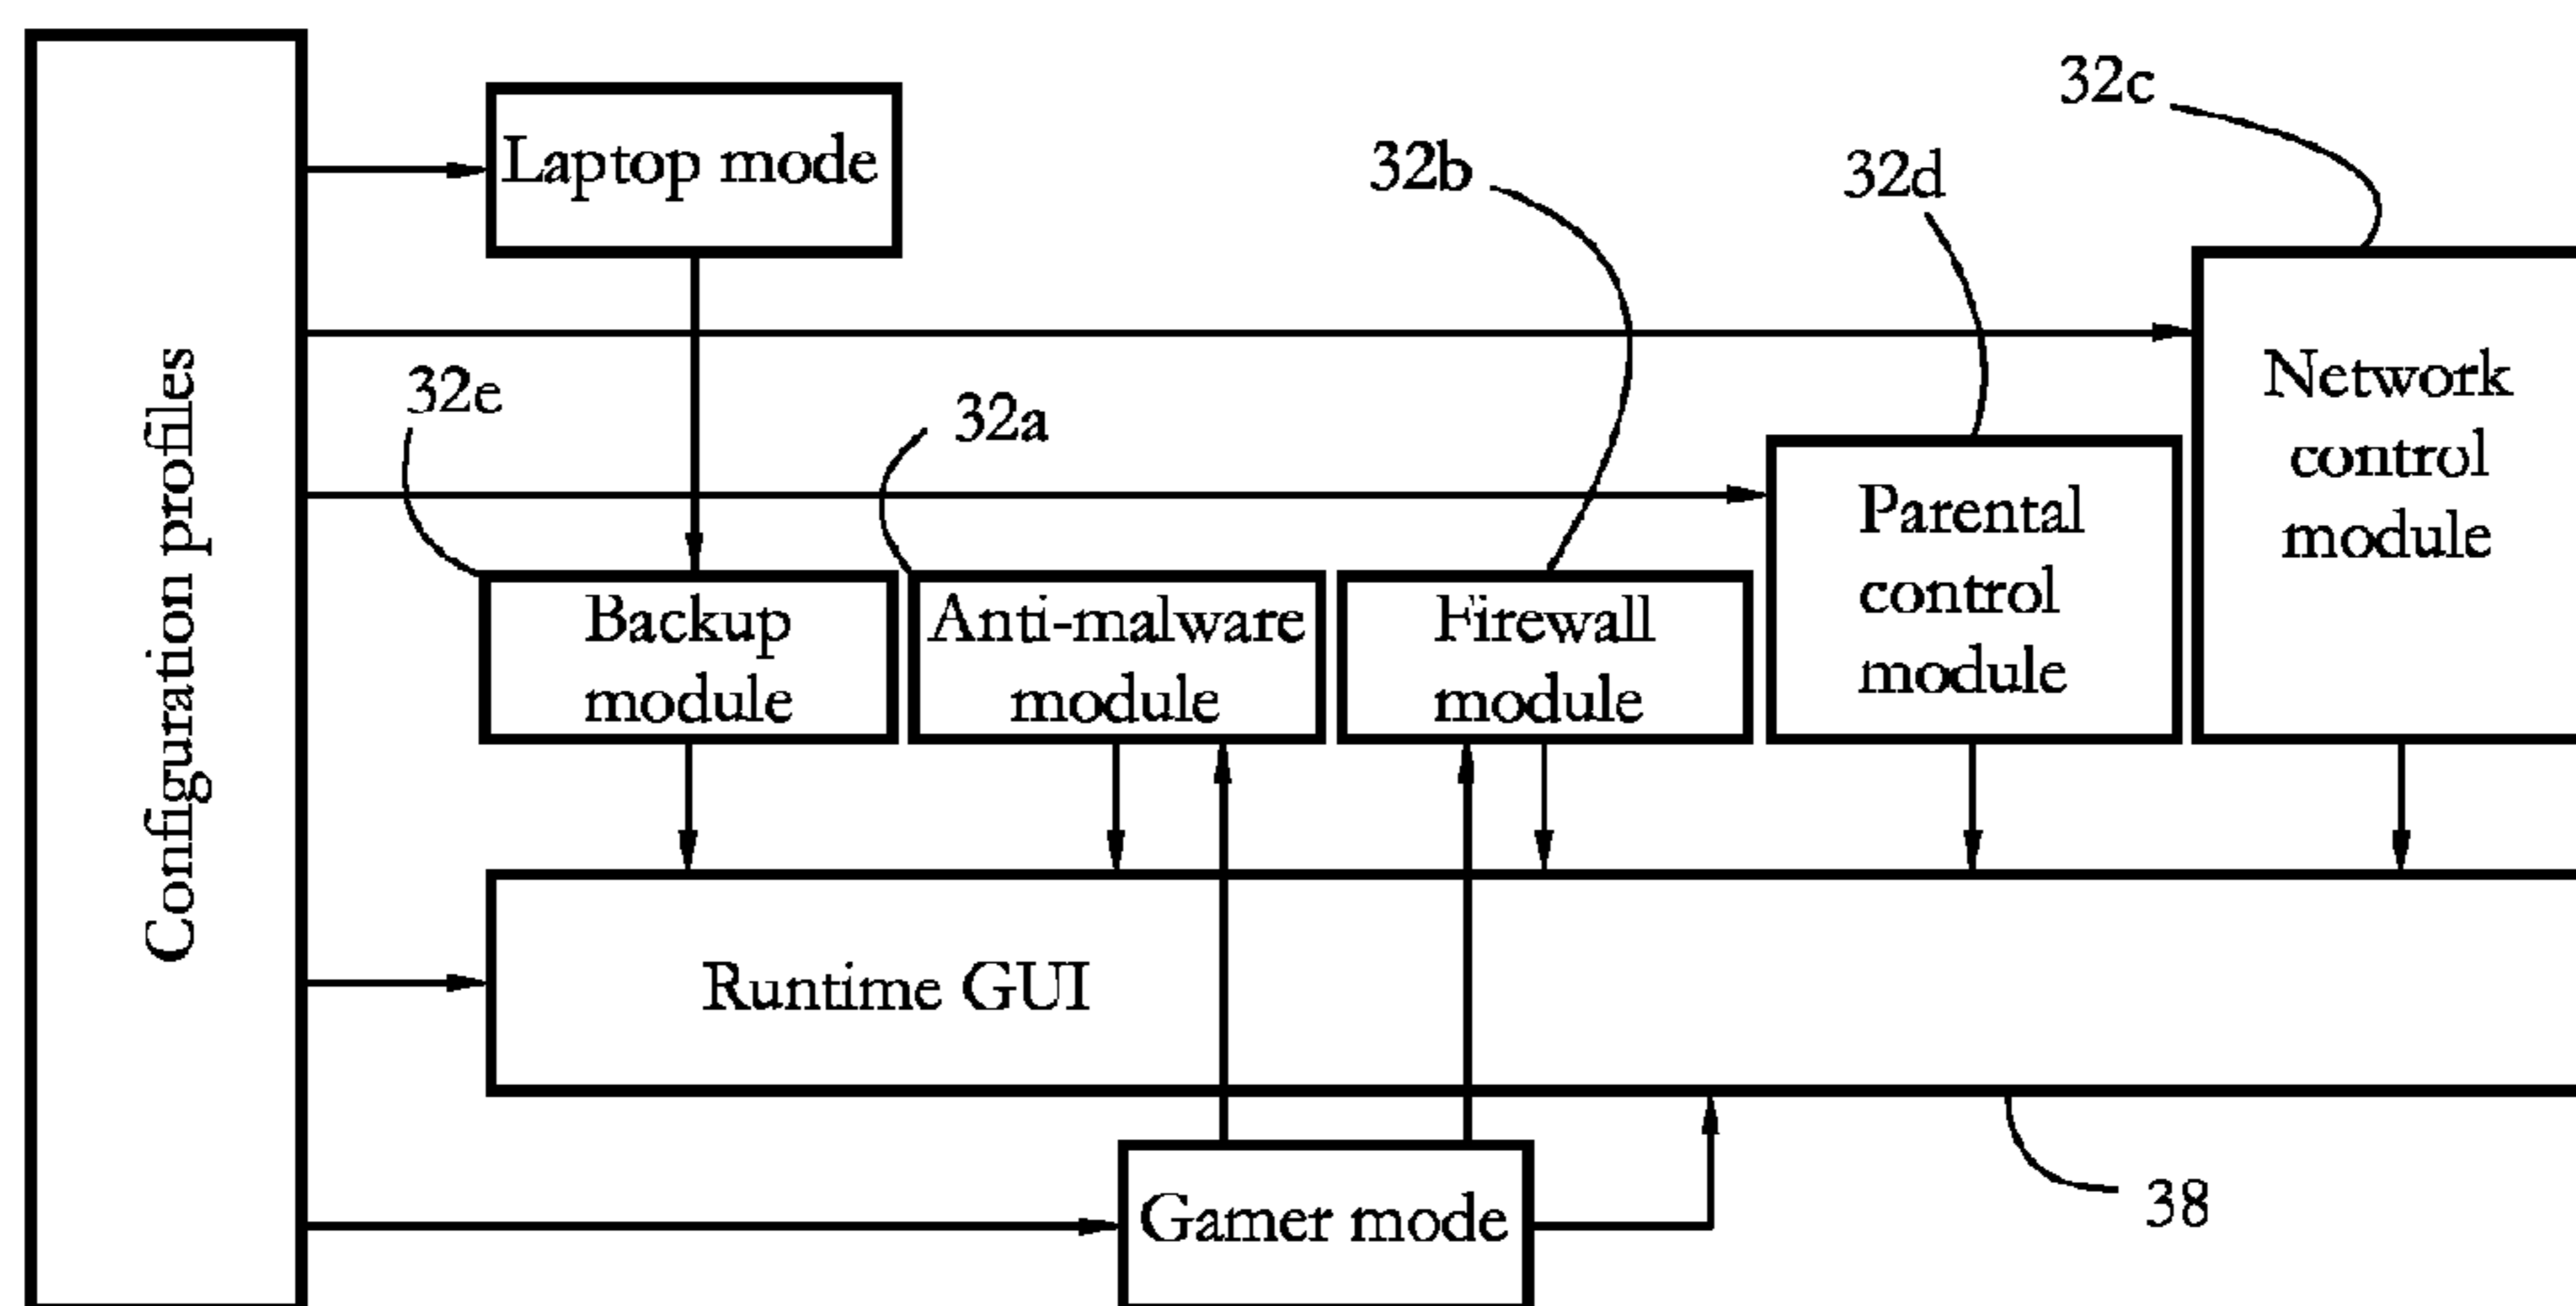 32c
Laptop mode
32b
32d
Network
control
module
32e
32a
Configuration profiles
Parental
control
module
Backup
module
Anti-malware
module
Firewall
module
Runtime GUI
Gamer mode
38